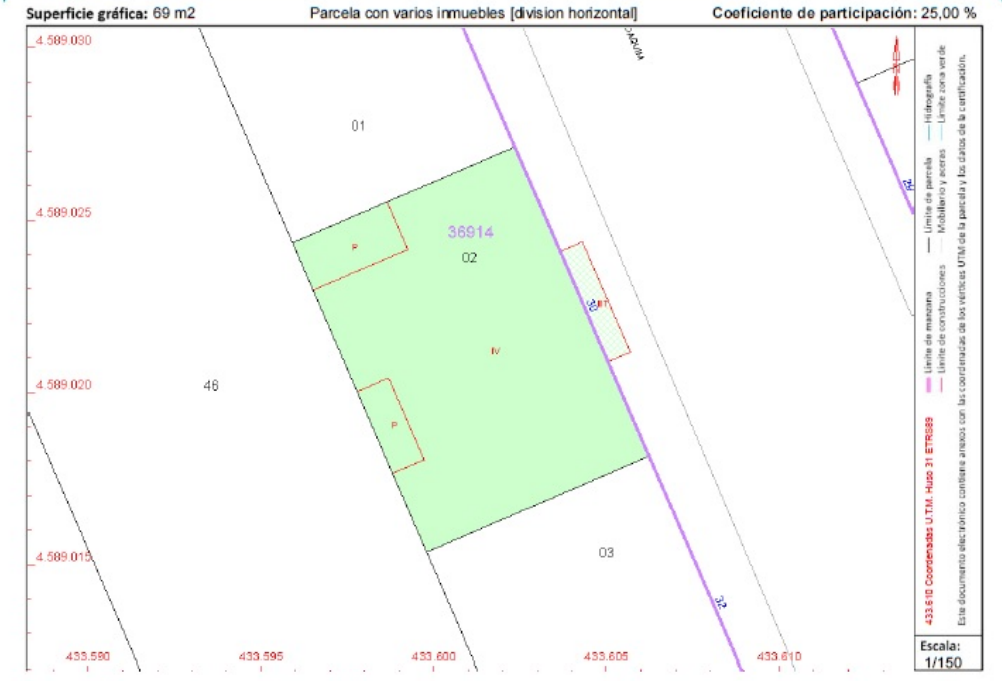 Superficie gráfica: 69 m2
Parcela con varios inmuebles [division horizontal]
Coeficiente de participación: 25,00 %
4.589.030
4.589.025
4.589.020
4.589.015
433.590
433.595
433.600
433.605
433.610
01
36914
02
P
IV
P
46
03
30
32
29
Hidrografía
Límite zona verde
Límite de parcela
Mobiliario y aceras
Límite de manzana
Límite de construcciones
433.610 Coordenadas U.T.M. Huso 31 ETRS89
Este documento electrónico contiene anexos con las coordenadas de los vértices UTM de la parcela y los datos de la certificación.
Escala:
1/150